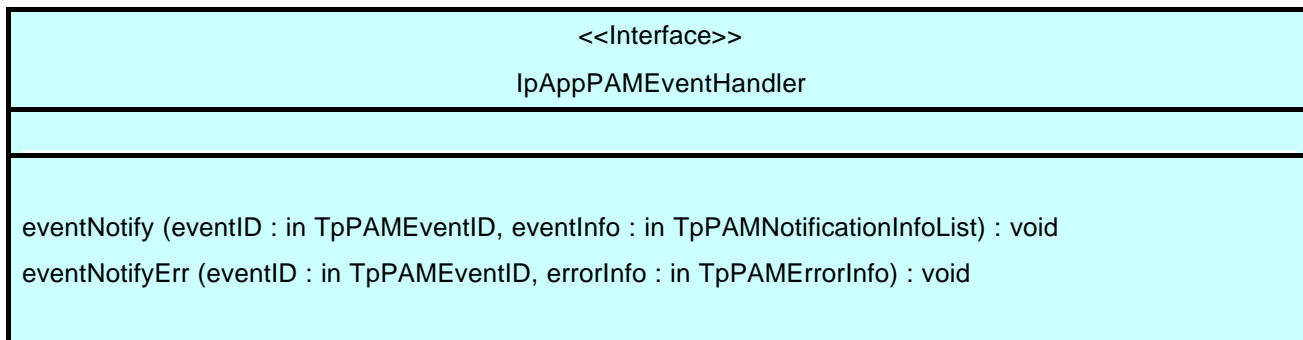 <<Interface>>
IpAppPAMEventHandler
eventNotify (eventID : in TpPAMEventID, eventInfo : in TpPAMNotificationInfoList) : void
eventNotifyErr (eventID : in TpPAMEventID, errorInfo : in TpPAMErrorInfo) : void